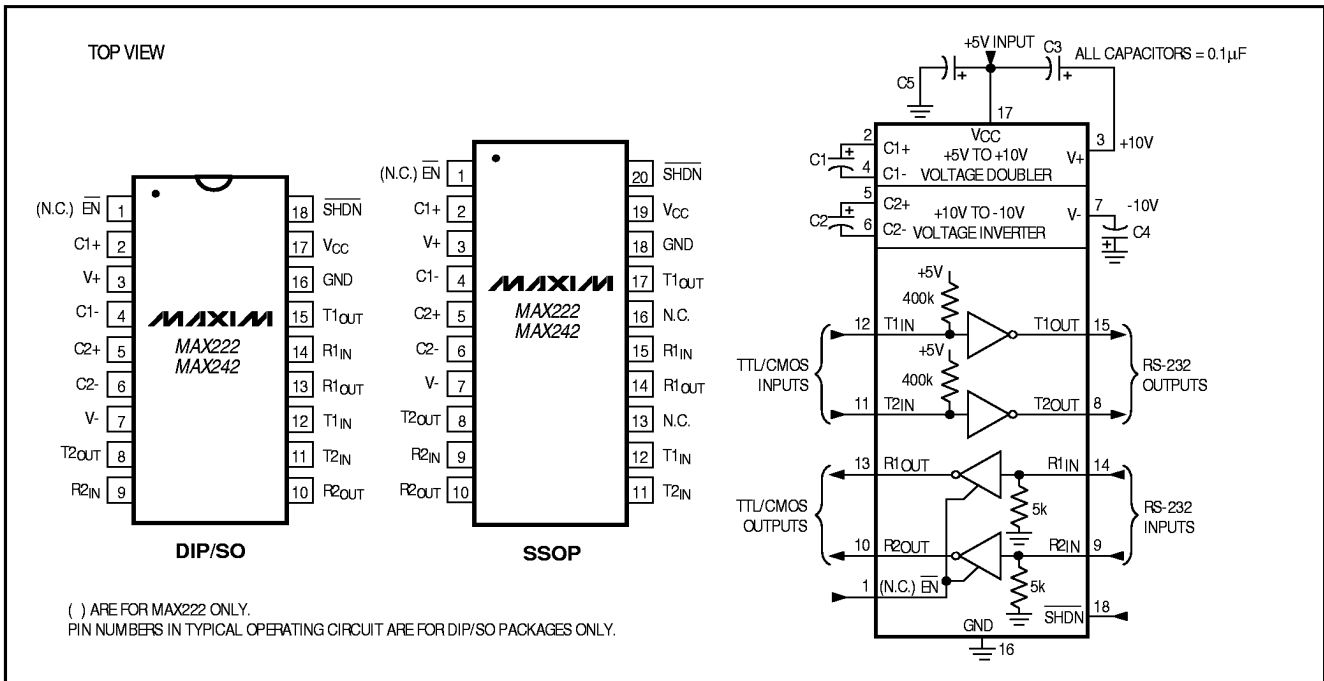 TOP VIEW
(N.C.) EN 1
C1+ 2
V+ 3
C1- 4
C2+ 5
C2- 6
V- 7
T2OUT 8
R2IN 9
18 SHDN
17 VCC
16 GND
15 T1OUT
14 R1IN
13 R1OUT
12 T1IN
11 T2IN
10 R2OUT
MAXIM
MAX222
MAX242
DIP/SO
(N.C.) EN 1
C1+ 2
V+ 3
C1- 4
C2+ 5
C2- 6
V- 7
T2OUT 8
R2IN 9
R2OUT 10
20 SHDN
19 VCC
18 GND
17 T1OUT
16 N.C.
15 R1IN
14 R1OUT
13 N.C.
12 T1IN
11 T2IN
MAXIM
MAX222
MAX242
SSOP
( ) ARE FOR MAX222 ONLY.
PIN NUMBERS IN TYPICAL OPERATING CIRCUIT ARE FOR DIP/SO PACKAGES ONLY.
+5V INPUT
C3
ALL CAPACITORS = 0.1µF
C5
+
+
17
VCC
2
C1+
+5V TO +10V
VOLTAGE DOUBLER
3
V+
+10V
C1
+
4
C1-
5
C2+
+10V TO -10V
VOLTAGE INVERTER
7
V-
-10V
C2
+
6
C2-
C4
+
+5V
400k
12 T1IN
T1OUT 15
+5V
400k
TTL/CMOS
INPUTS
RS-232
OUTPUTS
11 T2IN
T2OUT 8
13 R1OUT
R1IN 14
5k
TTL/CMOS
OUTPUTS
RS-232
INPUTS
10 R2OUT
R2IN 9
5k
1 (N.C.) EN
SHDN 18
GND
16